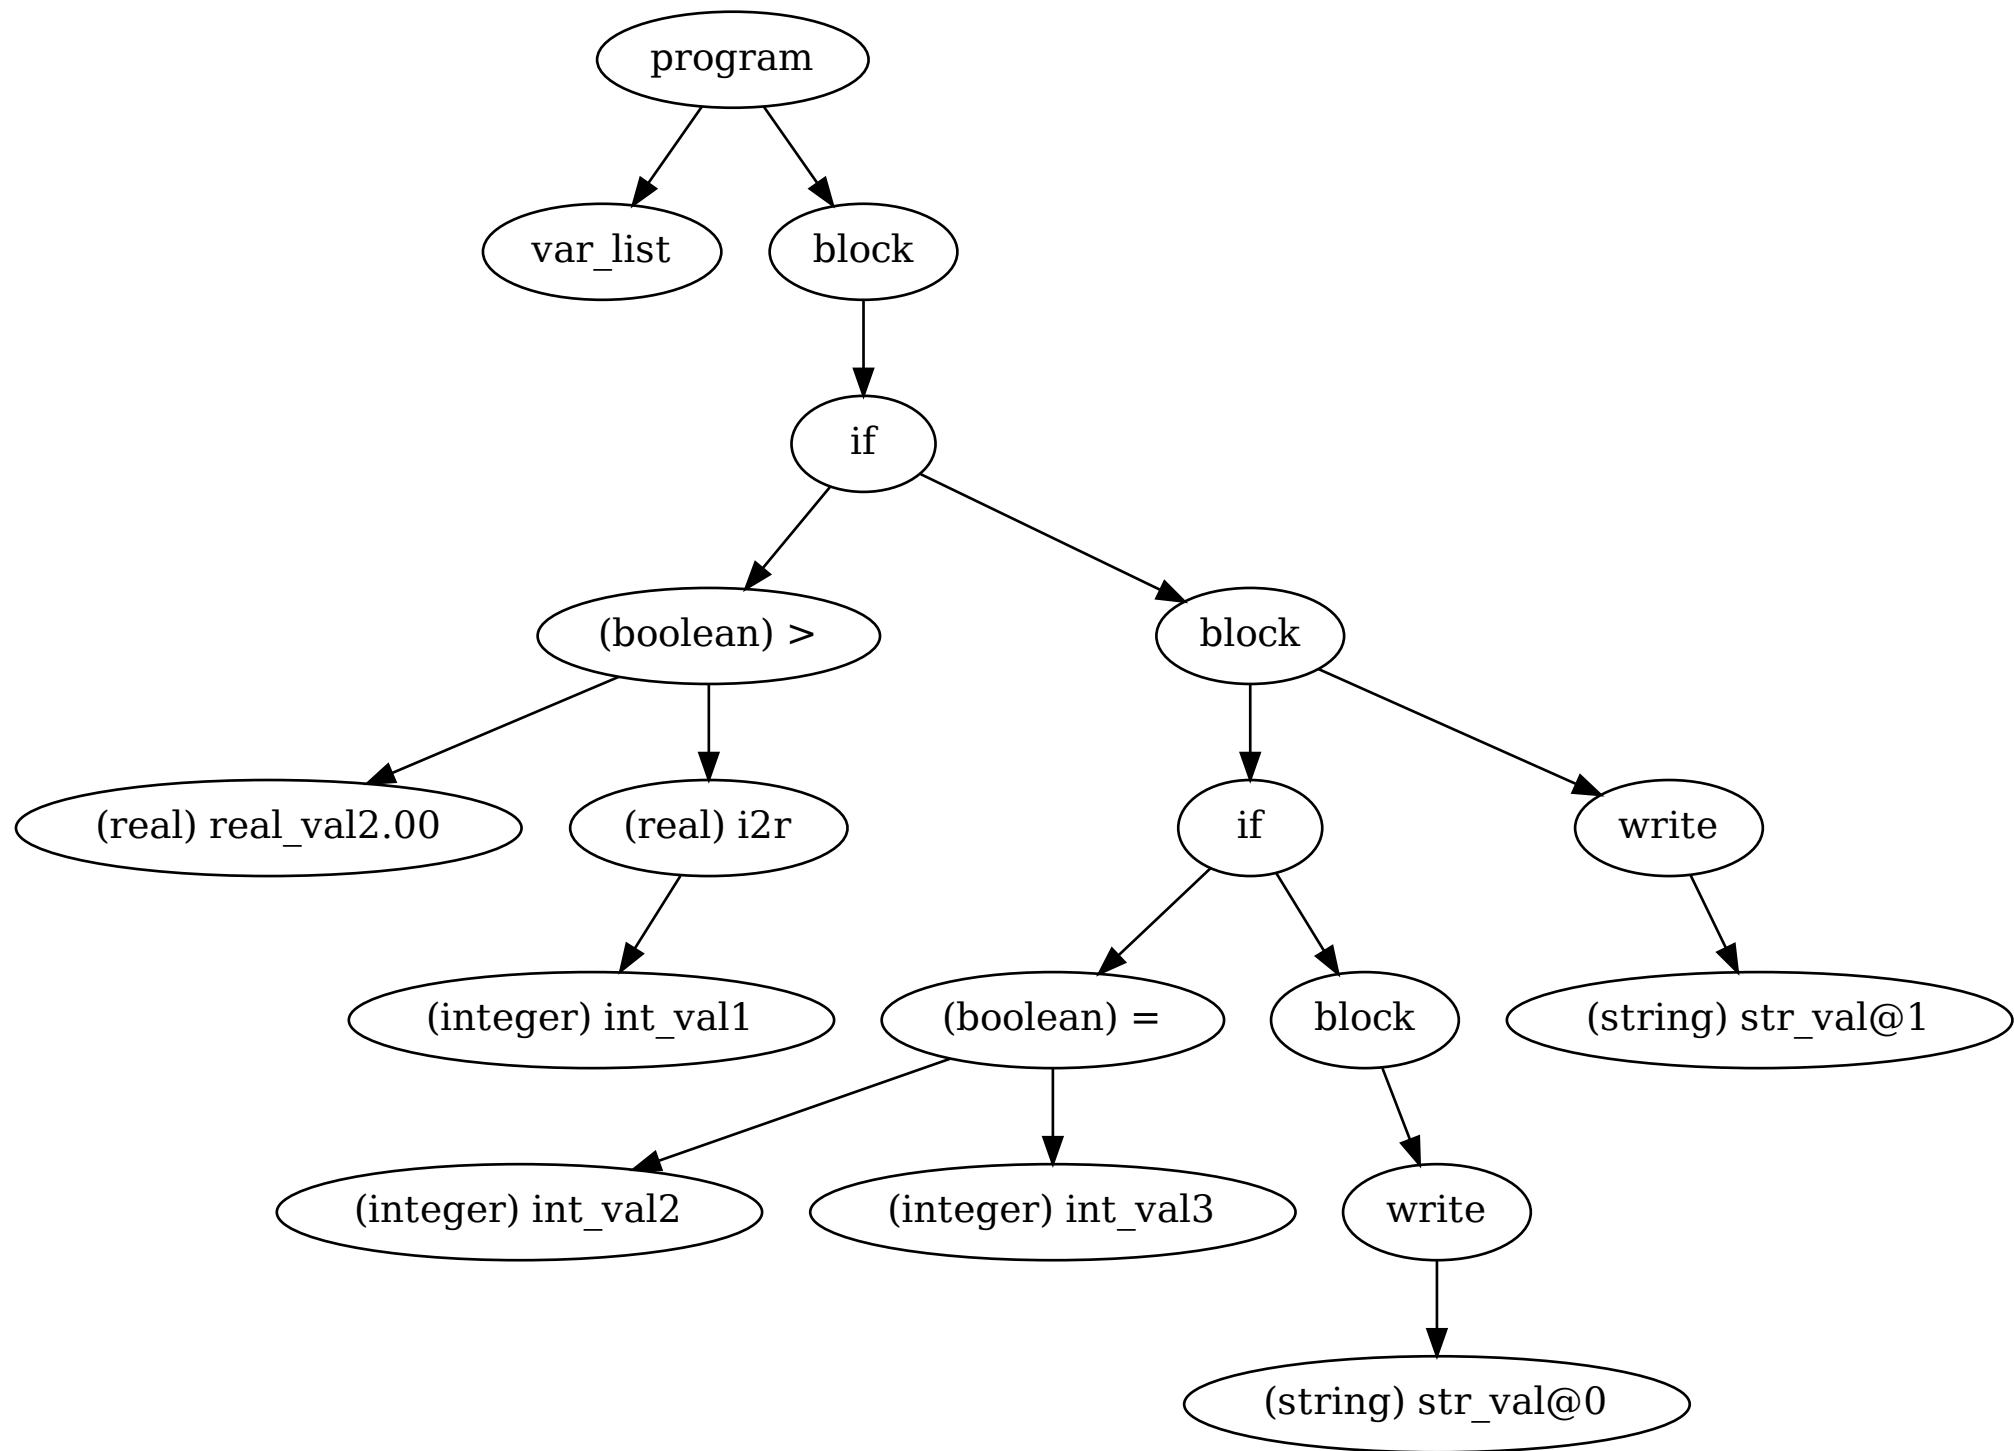 program
var_list
block
if
(boolean) >
block
(real) real_val2.00
(real) i2r
if
write
(integer) int_val1
(boolean) =
block
(string) str_val@1
(integer) int_val2
(integer) int_val3
write
(string) str_val@0